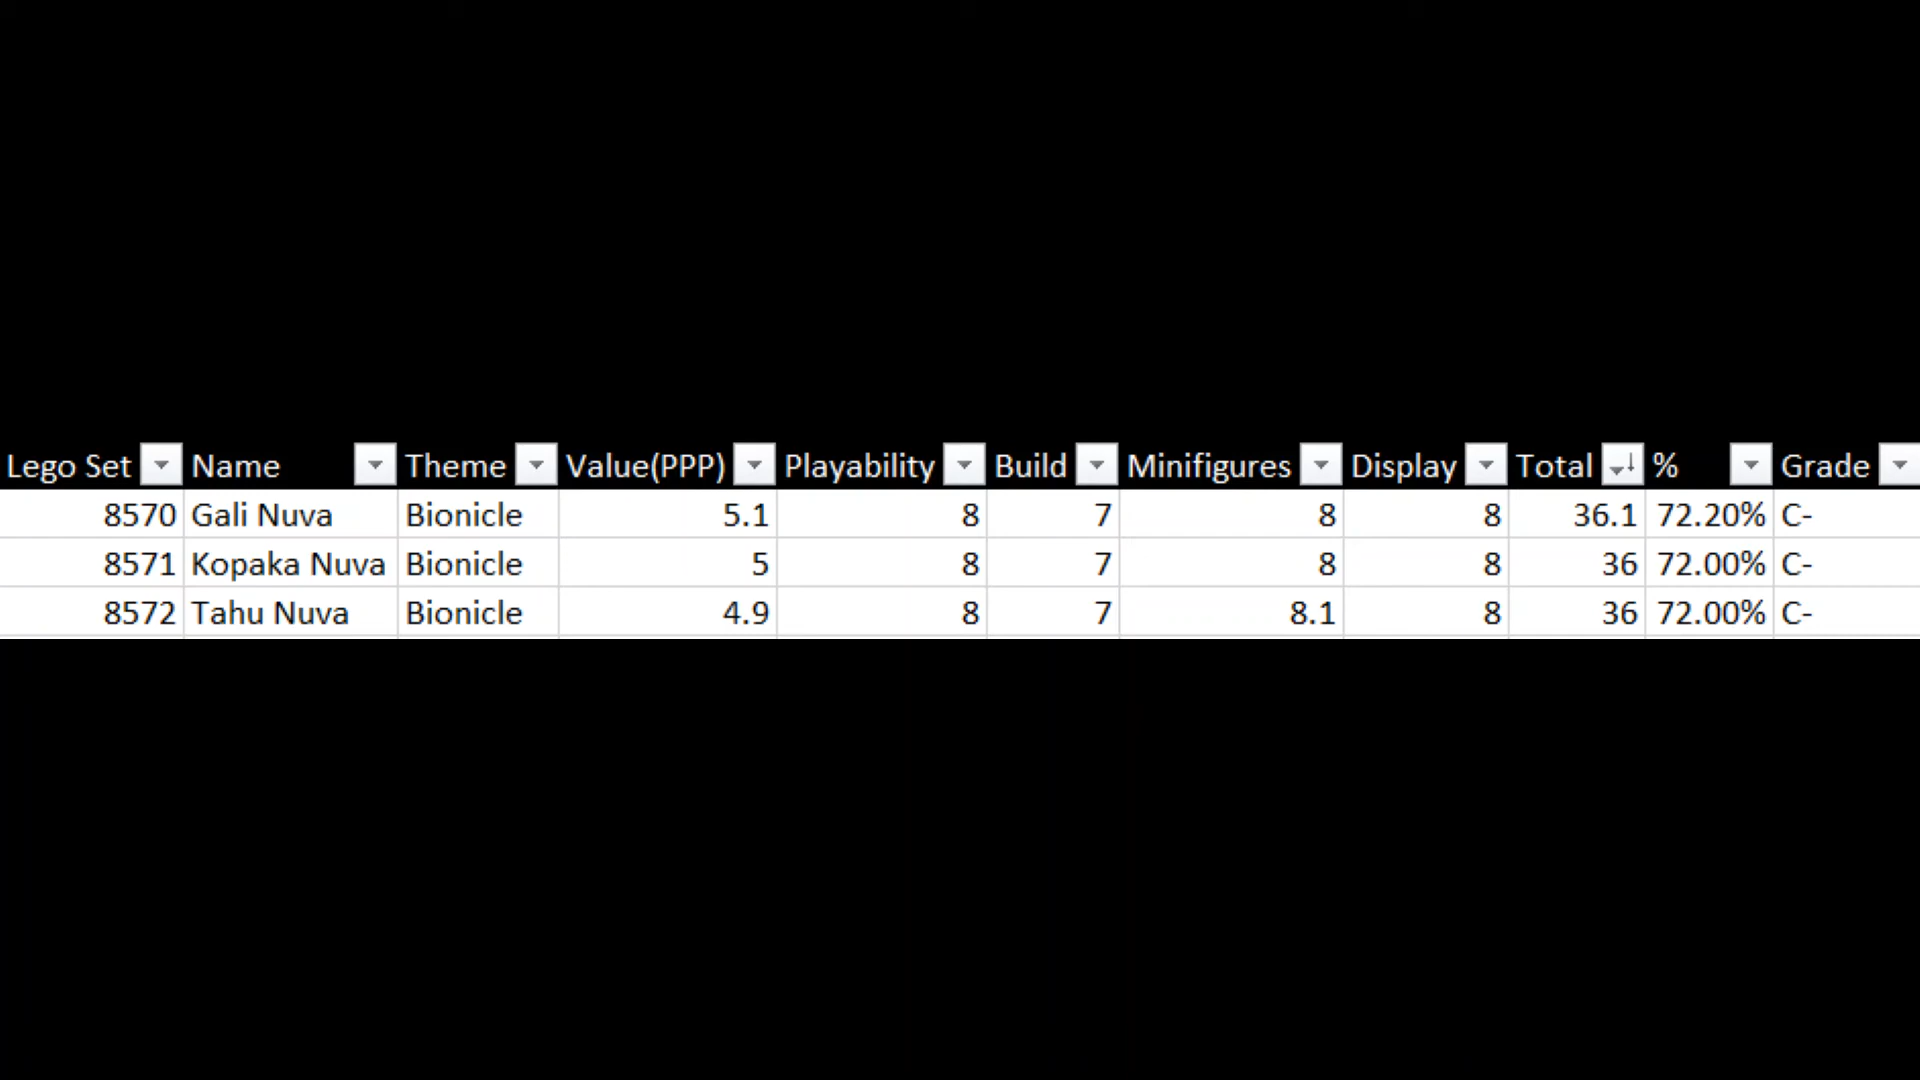 Lego Set Name Theme Value(PPP) Playability Build Minifigures Display Total % Grade
8570 Gali Nuva Bionicle 5.1 8 7 8 8 36.1 72.20% C-
8571 Kopaka Nuva Bionicle 5 8 7 8 8 36 72.00% C-
8572 Tahu Nuva Bionicle 4.9 8 7 8.1 8 36 72.00% C-